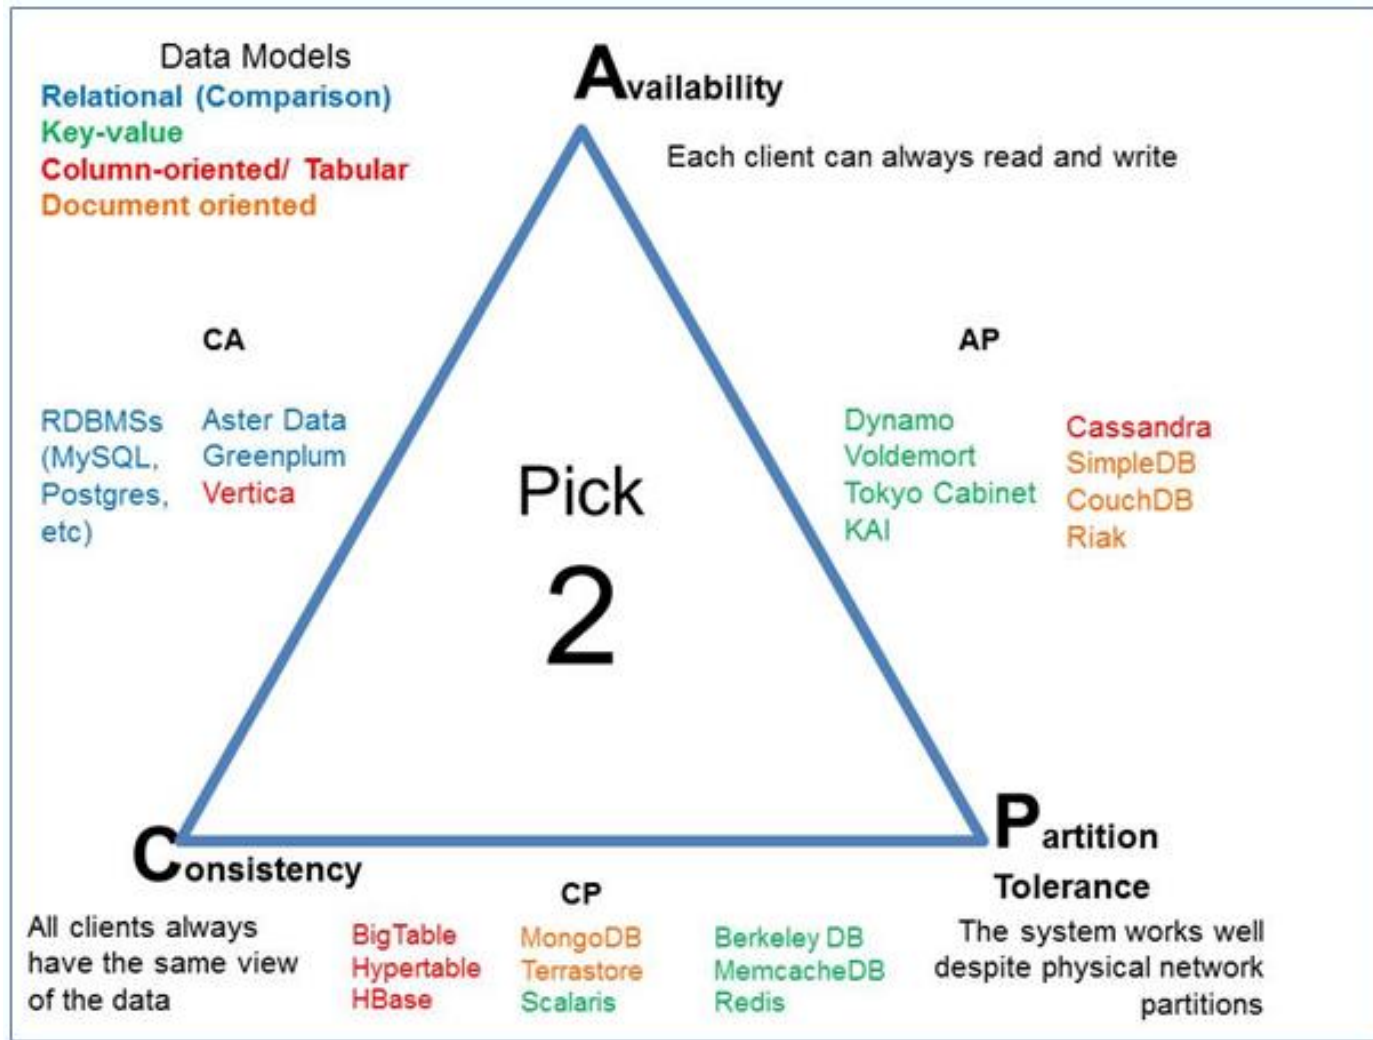 Data Models
Relational (Comparison)
Key-value
Column-oriented/ Tabular
Document oriented
Availability
Each client can always read and write
CA
RDBMSs
(MySQL,
Postgres,
etc)
Aster Data
Greenplum
Vertica
Pick
2
AP
Dynamo
Voldemort
Tokyo Cabinet
KAI
Cassandra
SimpleDB
CouchDB
Riak
Consistency
All clients always
have the same view
of the data
CP
BigTable
Hypertable
HBase
MongoDB
Terrastore
Scalaris
Berkeley DB
MemcacheDB
Redis
Partition
Tolerance
The system works well
despite physical network
partitions